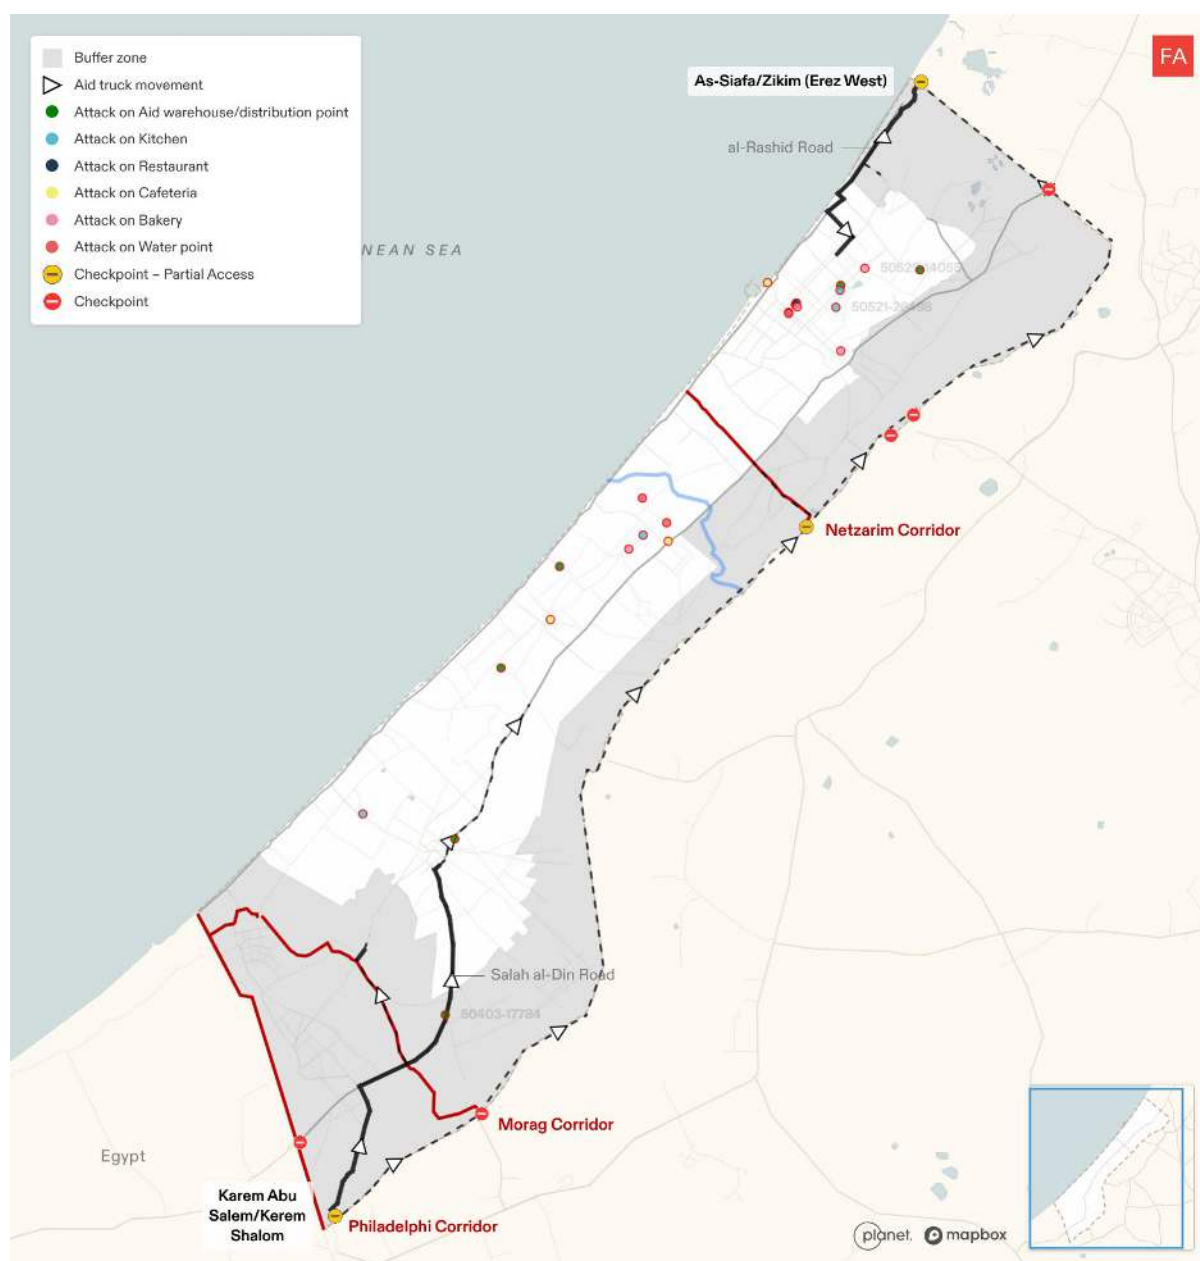 Buffer zone
Aid truck movement
Attack on Aid warehouse/distribution point
Attack on Kitchen
Attack on Restaurant
Attack on Cafeteria
Attack on Bakery
Attack on Water point
Checkpoint – Partial Access
Checkpoint
FA
As-Siafa/Zikim (Erez West)
al-Rashid Road
NEAN SEA
Netzarim Corridor
Salah al-Din Road
50403-17784
Morag Corridor
Egypt
Karem Abu
Salem/Kerem
Shalom
Philadelphi Corridor
planet.
mapbox